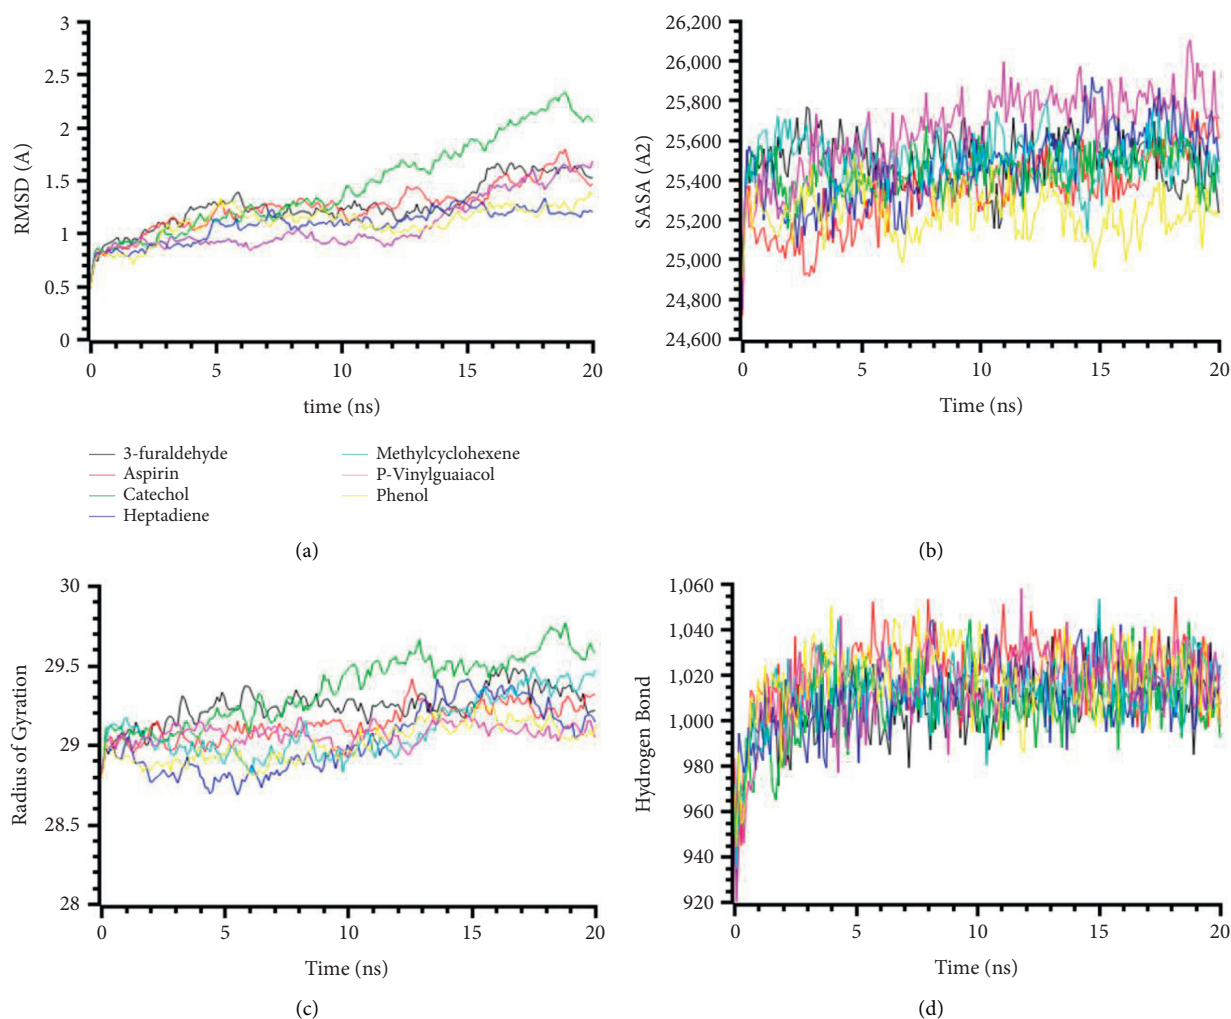 3
2.5
2
1.5
1
0.5
0
RMSD (A)
0 5 10 15 20
time (ns)
26,200
26,000
25,800
25,600
25,400
25,200
25,000
24,800
24,600
SASA (A2)
0 5 10 15 20
Time (ns)
3-furaldehyde
Aspirin
Catechol
Heptadiene
Methylcyclohexene
P-Vinylguaiacol
Phenol
(a)
(b)
30
29.5
29
28.5
28
Radius of Gyration
0 5 10 15 20
Time (ns)
(c)
1,060
1,040
1,020
1,000
980
960
940
920
Hydrogen Bond
0 5 10 15 20
Time (ns)
(d)